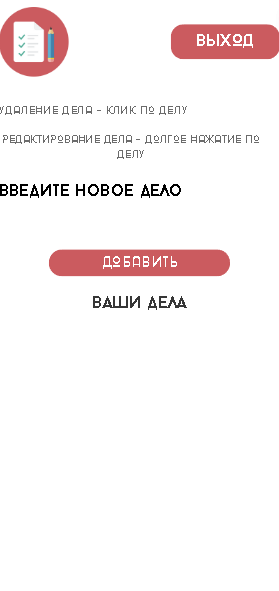 ВЫХОД
УДАЛЕНИЕ ДЕЛА - КЛИК ПО ДЕЛУ
РЕДАКТИРОВАНИЕ ДЕЛА - ДОЛГОЕ НАЖАТИЕ ПО
ДЕЛУ
ВВЕДИТЕ НОВОЕ ДЕЛО
ДОБАВИТЬ
ВАШИ ДЕЛА